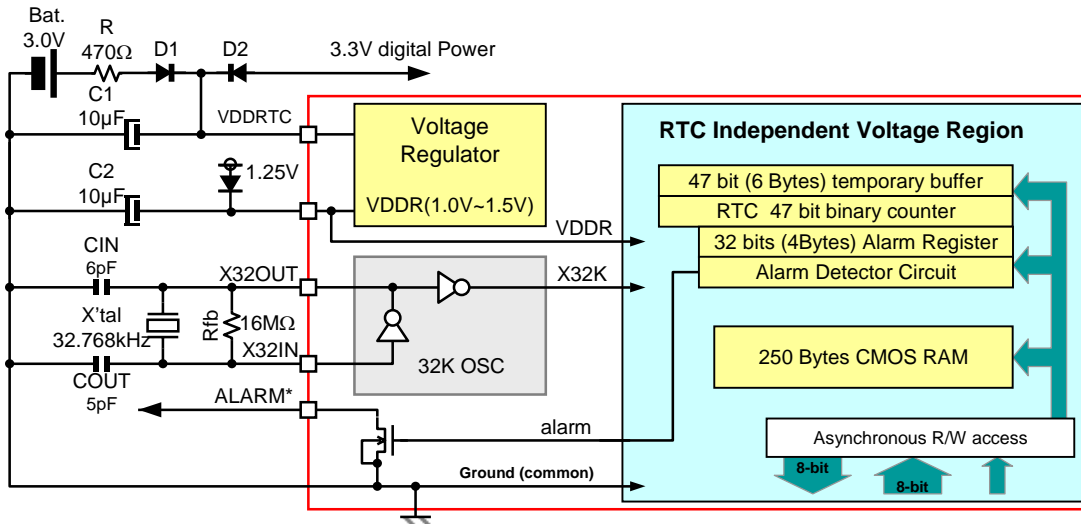 Bat.
3.0V
R
470Ω
D1
D2
3.3V digital Power
C1
10µF
VDDRTC
Voltage
Regulator
VDDR(1.0V~1.5V)
RTC Independent Voltage Region
C2
10µF
1.25V
47 bit (6 Bytes) temporary buffer
RTC 47 bit binary counter
VDDR
32 bits (4Bytes) Alarm Register
Alarm Detector Circuit
CIN
6pF
X32OUT
X32K
X'tal
32.768kHz
Rfb
16MΩ
X32IN
32K OSC
250 Bytes CMOS RAM
COUT
5pF
ALARM*
alarm
Asynchronous R/W access
Ground (common)
8-bit
8-bit